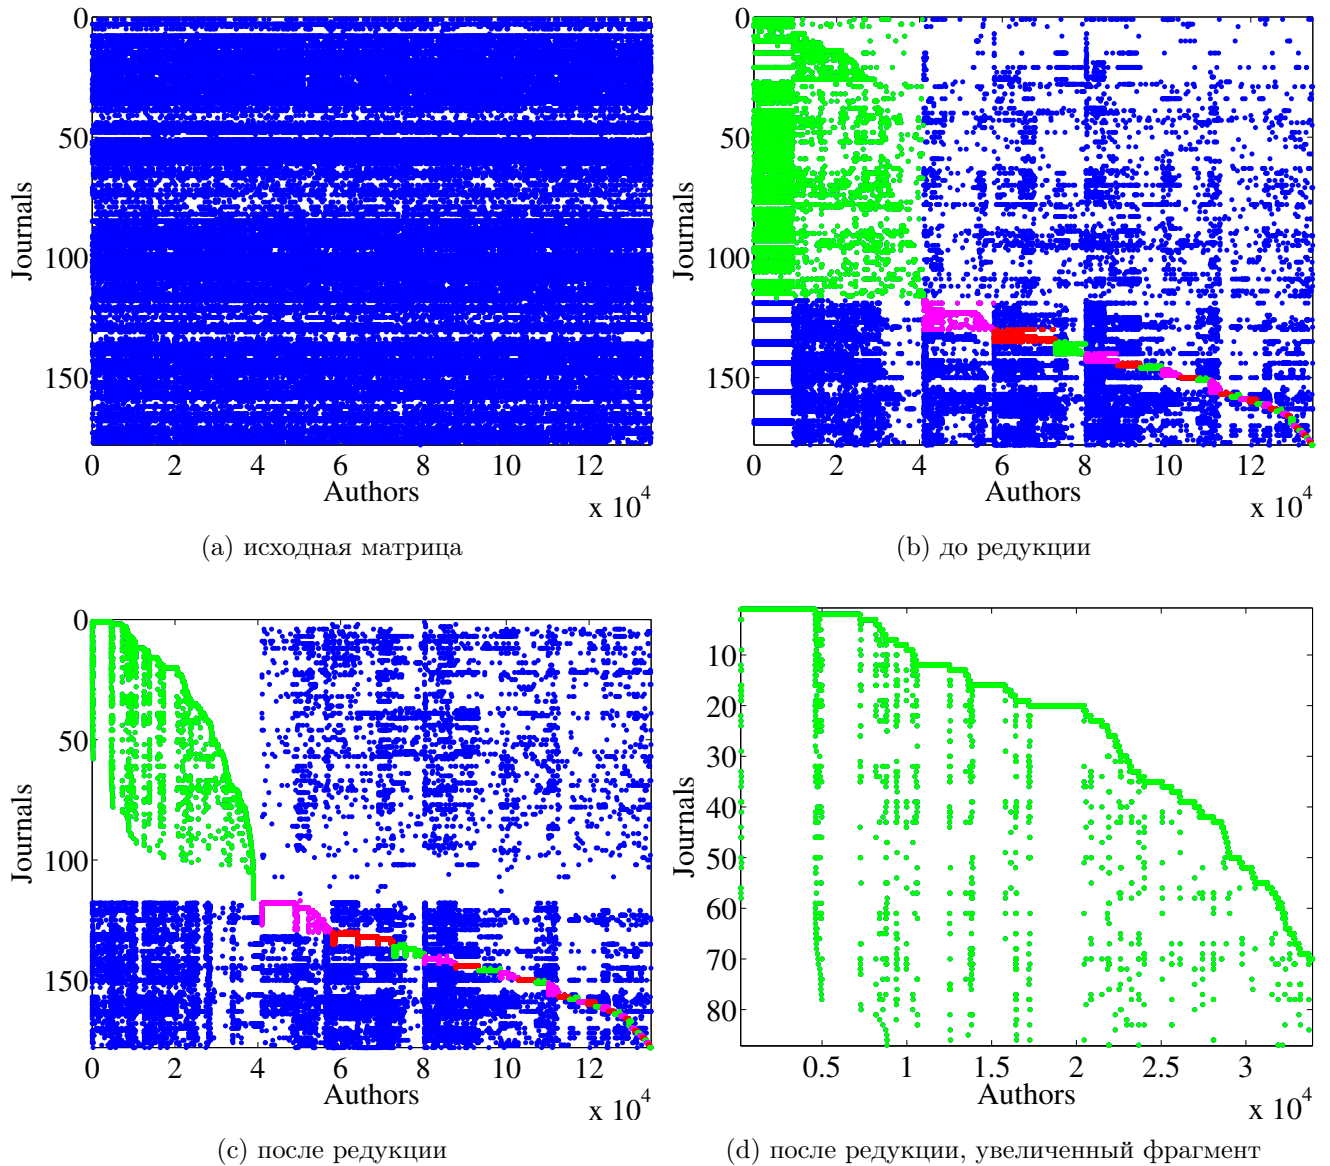 0
50
100
150
Journals
0 2 4 6 8 10 12
Authors
x 10^4
(a) исходная матрица
0
50
100
150
Journals
0 2 4 6 8 10 12
Authors
x 10^4
(b) до редукции
0
50
100
150
Journals
0 2 4 6 8 10 12
Authors
x 10^4
(c) после редукции
10
20
30
40
50
60
70
80
Journals
0.5 1 1.5 2 2.5 3
Authors
x 10^4
(d) после редукции, увеличенный фрагмент